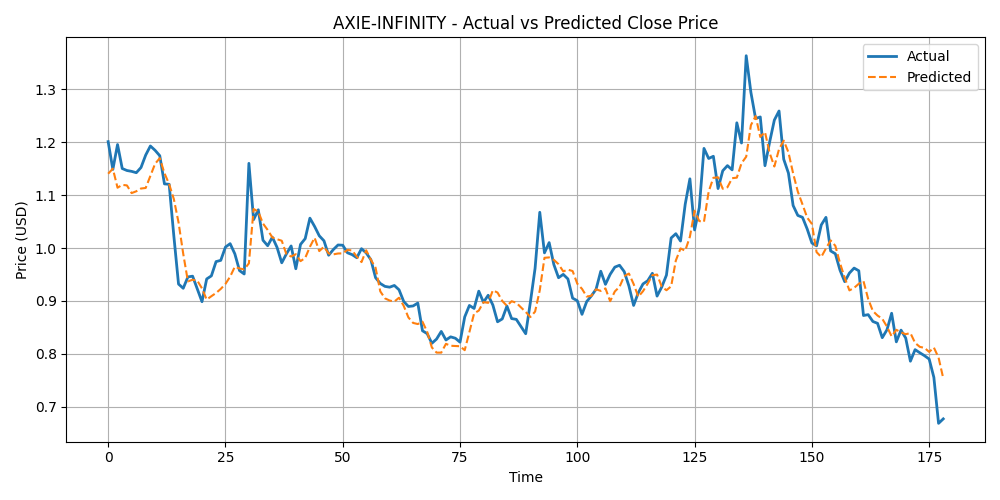 AXIE-INFINITY - Actual vs Predicted Close Price
Actual
Predicted
Price (USD)
1.3
1.2
1.1
1.0
0.9
0.8
0.7
0 25 50 75 100 125 150 175
Time